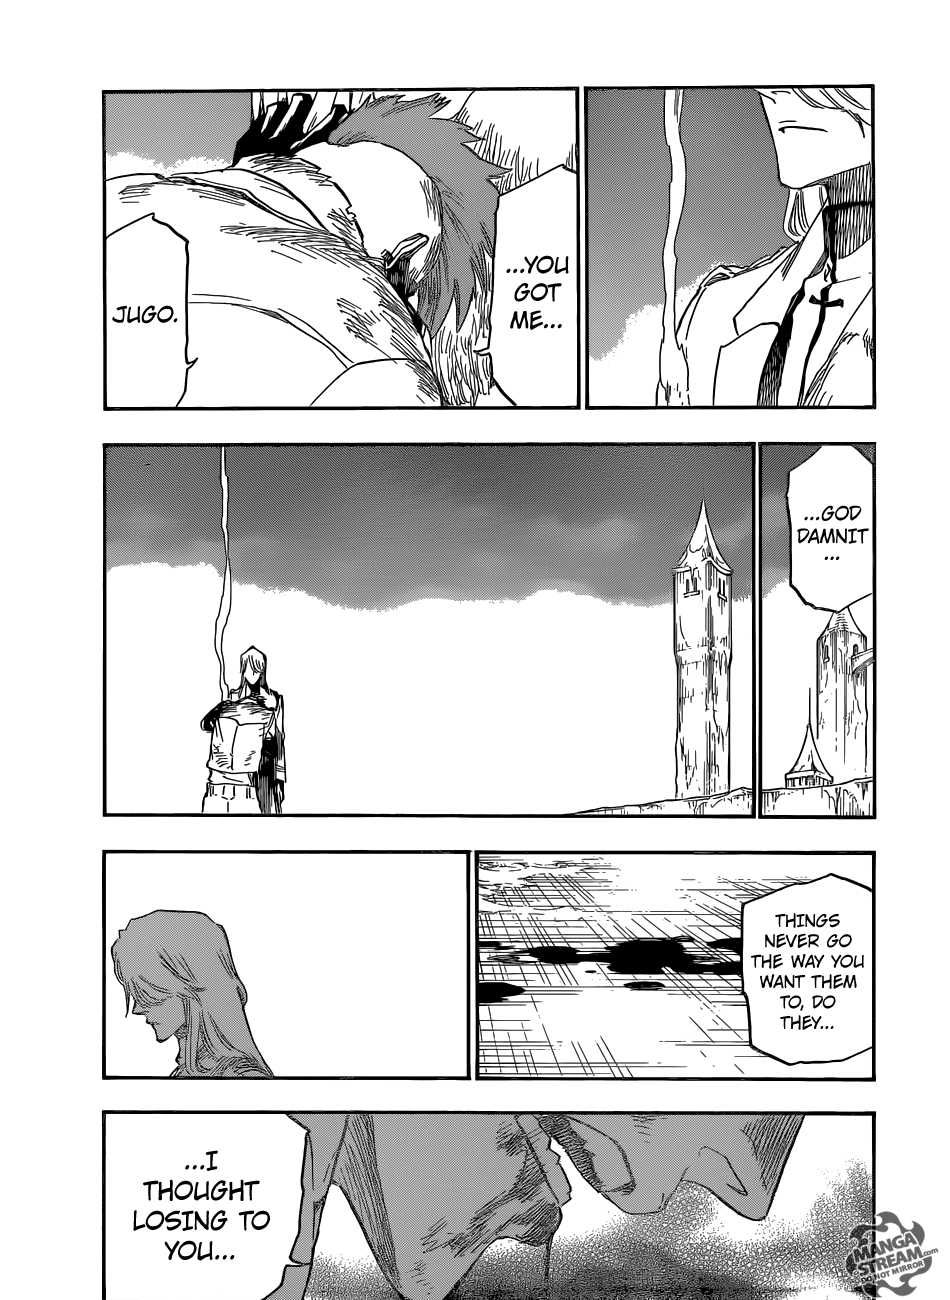 ...YOU
GOT
ME...
JUGO.
...GOD
DAMNIT
...
THINGS
NEVER GO
THE WAY YOU
WANT THEM
TO, DO
THEY...
...I
THOUGHT
LOSING TO
YOU...
MANGA
STREAM.com
DO NOT MIRROR